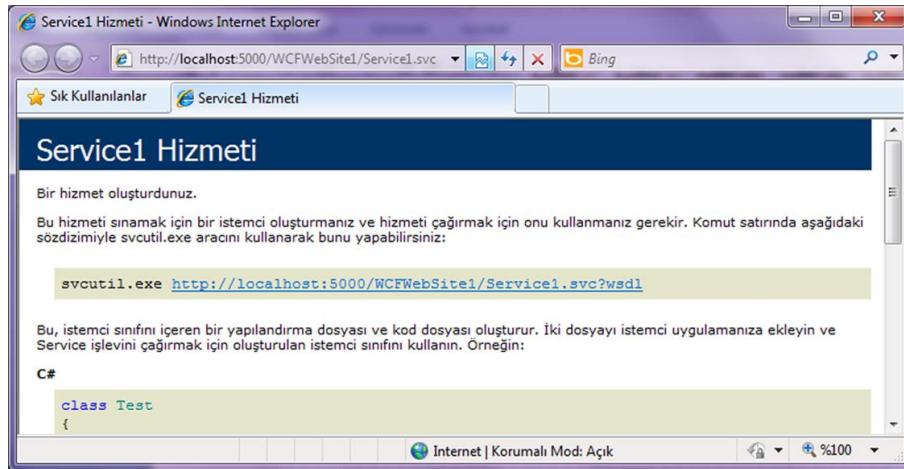 Service1 Hizmeti - Windows Internet Explorer
http://localhost:5000/WCFWebSite1/Service1.svc
Bing
Sık Kullanılanlar
Service1 Hizmeti
Service1 Hizmeti
Bir hizmet oluşturdunuz.
Bu hizmeti sınamak için bir istemci oluşturmanız ve hizmeti çağırmak için onu kullanmanız gerekir. Komut satırında aşağıdaki
sözdizimiyle svcutil.exe aracını kullanarak bunu yapabilirsiniz:
svcutil.exe http://localhost:5000/WCFWebSite1/Service1.svc?wsdl
Bu, istemci sınıfını içeren bir yapılandırma dosyası ve kod dosyası oluşturur. İki dosyayı istemci uygulamanıza ekleyin ve
Service işlevini çağırmak için oluşturulan istemci sınıfını kullanın. Örneğin:
C#
class Test
{
Internet | Korumalı Mod: Açık
%100